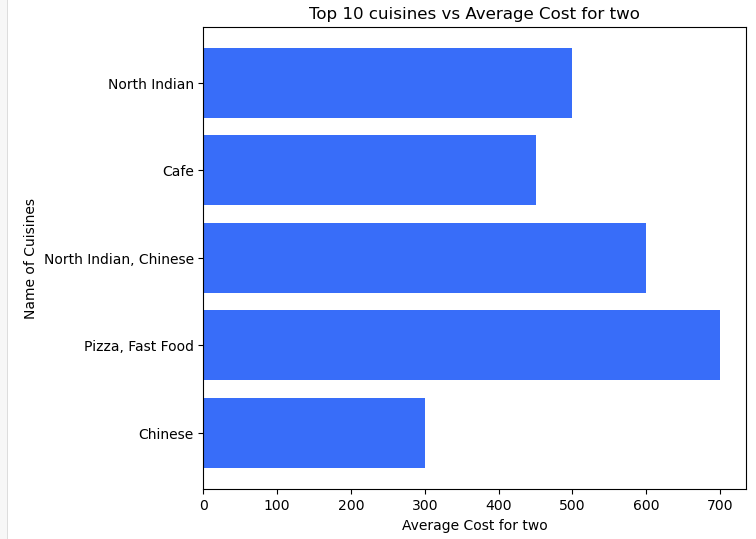 Top 10 cuisines vs Average Cost for two
Name of Cuisines
North Indian
Cafe
North Indian, Chinese
Pizza, Fast Food
Chinese
0 100 200 300 400 500 600 700
Average Cost for two